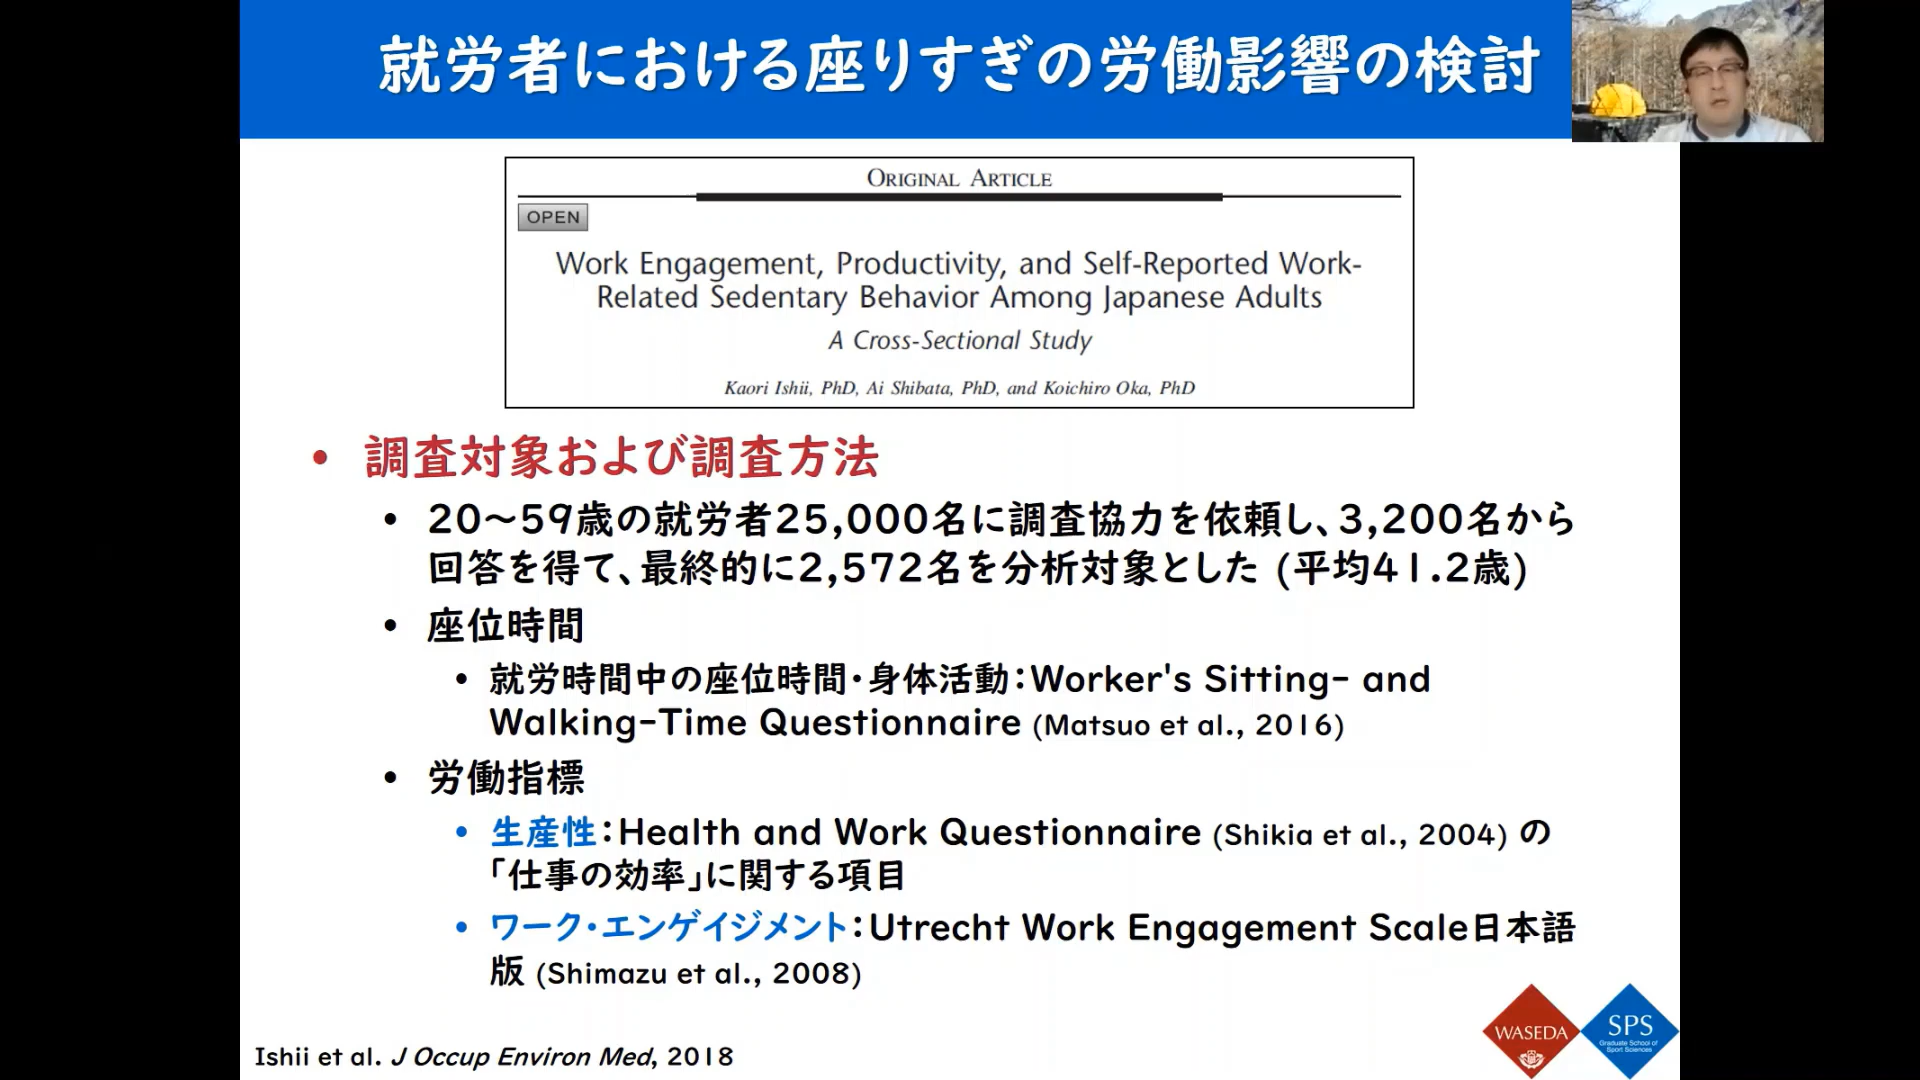 就労者における座りすぎの労働影響の検討
ORIGINAL ARTICLE
OPEN
Work Engagement, Productivity, and Self-Reported Work-
Related Sedentary Behavior Among Japanese Adults
A Cross-Sectional Study
Kaori Ishii, PhD, Ai Shibata, PhD, and Koichiro Oka, PhD
• 調査対象および調査方法
• 20～59歳の就労者25,000名に調査協力を依頼し、3,200名から
回答を得て、最終的に2,572名を分析対象とした (平均41.2歳)
• 座位時間
• 就労時間中の座位時間・身体活動：Worker's Sitting- and
Walking-Time Questionnaire (Matsuo et al., 2016)
• 労働指標
• 生産性：Health and Work Questionnaire (Shikia et al., 2004) の
「仕事の効率」に関する項目
• ワーク・エンゲイジメント：Utrecht Work Engagement Scale日本語
版 (Shimazu et al., 2008)
WASEDA
SPS
Graduate School of
Sport Sciences
Ishii et al. J Occup Environ Med, 2018